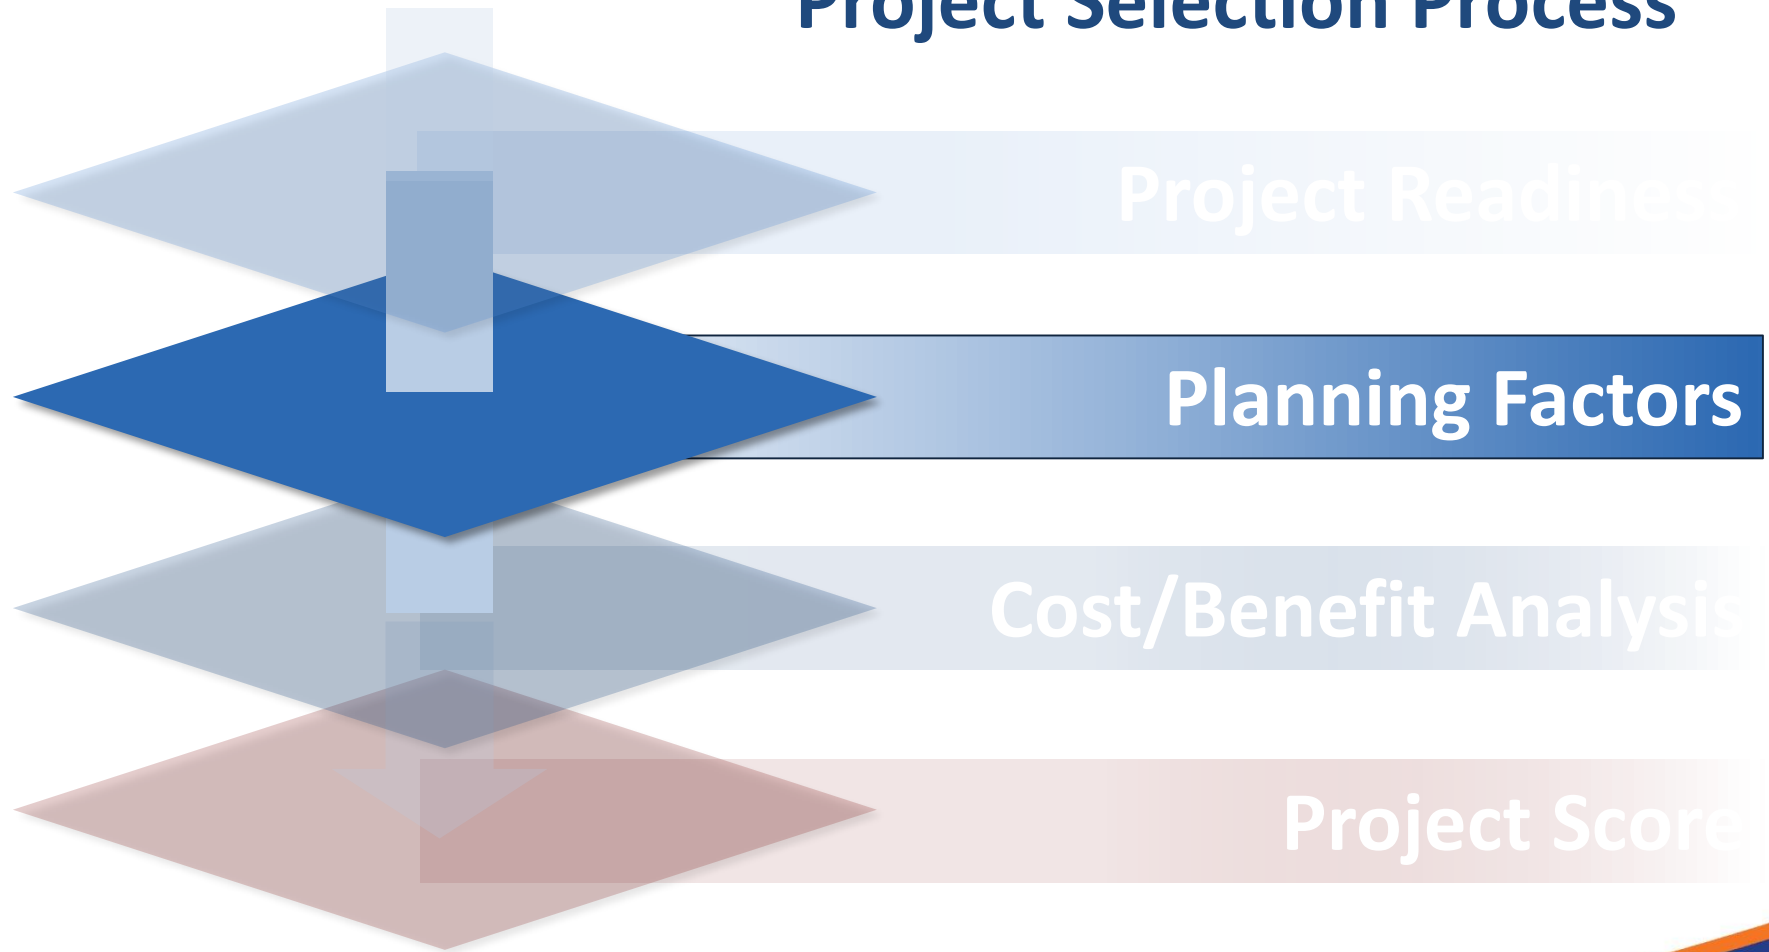 Project Selection Process
Project Readiness
Planning Factors
Cost/Benefit Analysis
Project Score